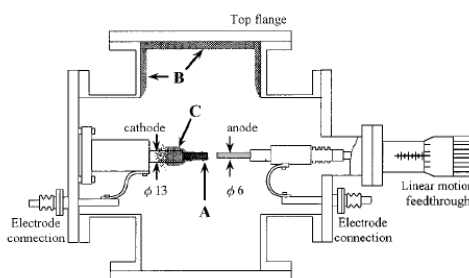 Top flange
B
C
cathode
anode
ϕ 13
ϕ 6
A
Linear motion
feedthrough
Electrode
connection
Electrode
connection